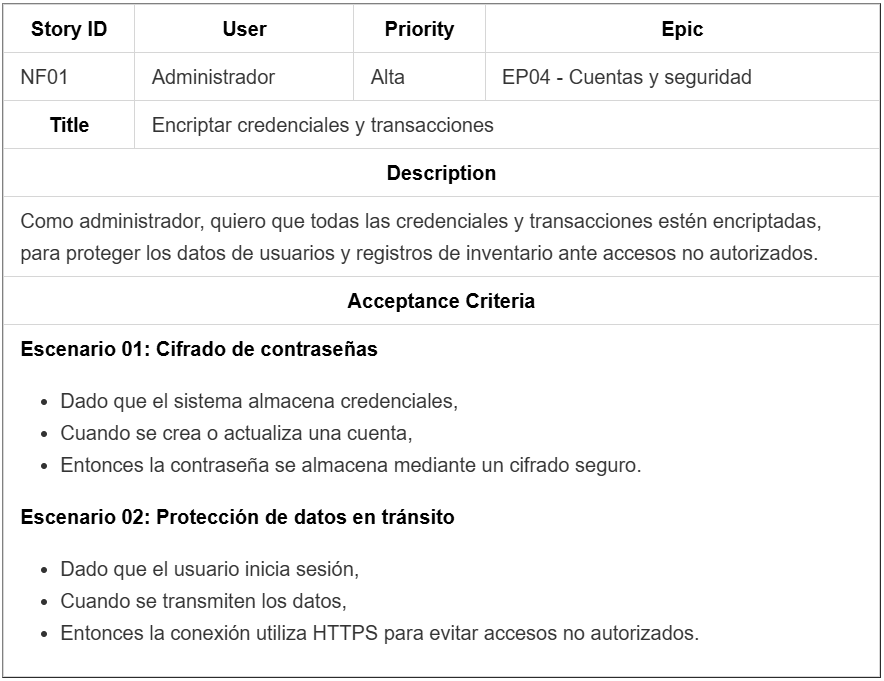 Story ID User Priority Epic
NF01 Administrador Alta EP04 - Cuentas y seguridad
Title Encriptar credenciales y transacciones
Description
Como administrador, quiero que todas las credenciales y transacciones estén encriptadas,
para proteger los datos de usuarios y registros de inventario ante accesos no autorizados.
Acceptance Criteria
Escenario 01: Cifrado de contraseñas
• Dado que el sistema almacena credenciales,
• Cuando se crea o actualiza una cuenta,
• Entonces la contraseña se almacena mediante un cifrado seguro.
Escenario 02: Protección de datos en tránsito
• Dado que el usuario inicia sesión,
• Cuando se transmiten los datos,
• Entonces la conexión utiliza HTTPS para evitar accesos no autorizados.